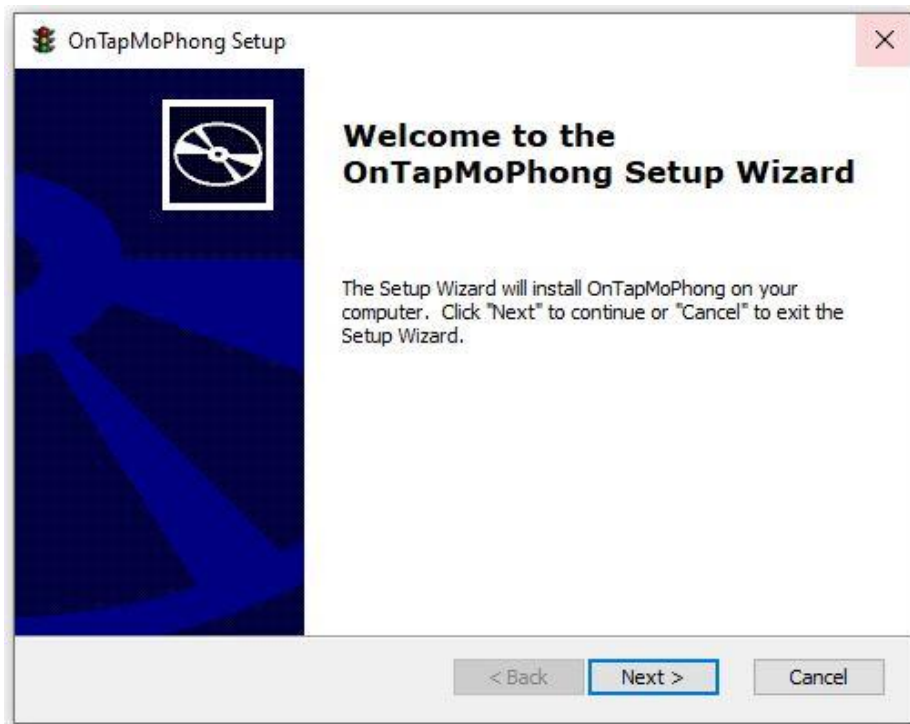 OnTapMoPhong Setup
Welcome to the
OnTapMoPhong Setup Wizard
The Setup Wizard will install OnTapMoPhong on your
computer. Click "Next" to continue or "Cancel" to exit the
Setup Wizard.
< Back
Next >
Cancel